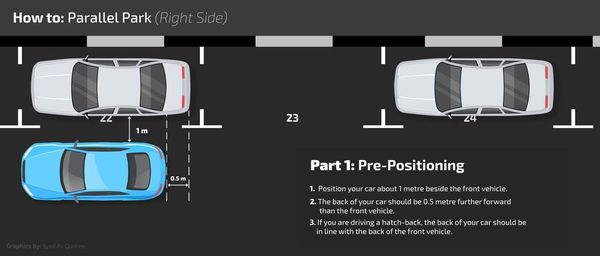 How to: Parallel Park (Right Side)
22
23
24
1 m
0.5 m
Part 1: Pre-Positioning
1. Position your car about 1 metre beside the front vehicle.
2. The back of your car should be 0.5 metre further forward
than the front vehicle.
3. If you are driving a hatch-back, the back of your car should be
in line with the back of the front vehicle.
Graphics by: Syed Ali